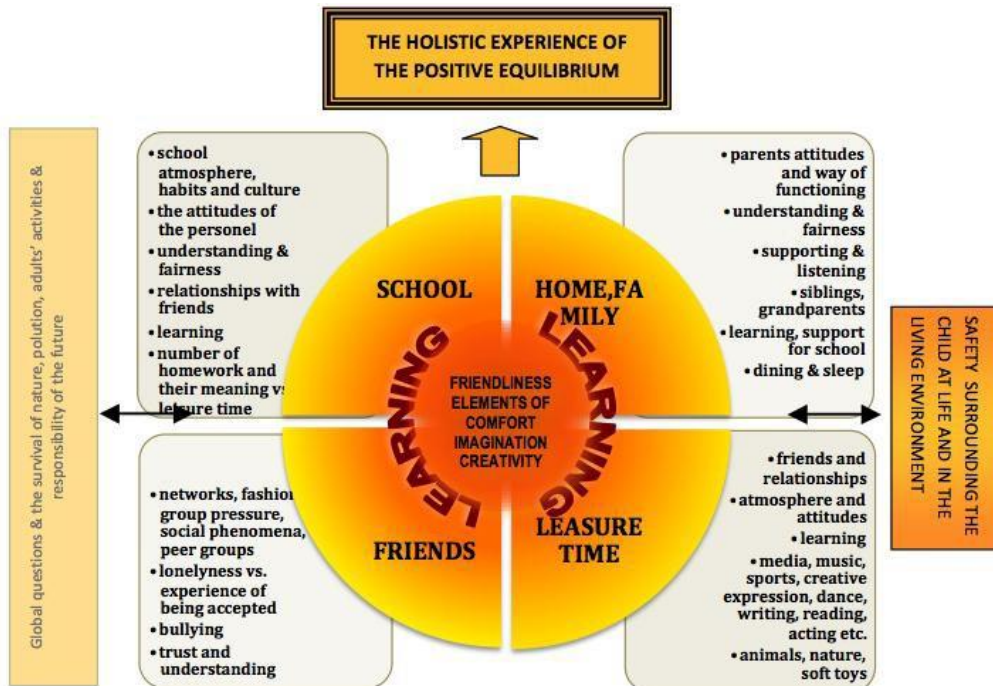 THE HOLISTIC EXPERIENCE OF
THE POSITIVE EQUILIBRIUM
Global questions & the survival of nature, polution, adults' activities &
responsibility of the future
• school
atmosphere,
habits and culture
• the attitudes of
the personel
• understanding &
fairness
• relationships with
friends
• learning
• number of
homework and
their meaning vs
leisure time
• parents attitudes
and way of
functioning
• understanding &
fairness
• supporting &
listening
• siblings,
grandparents
• learning, support
for school
• dining & sleep
SCHOOL
HOME,FA
MILY
LEARNING
LEARNING
FRIENDLINESS
ELEMENTS OF
COMFORT
IMAGINATION
CREATIVITY
FRIENDS
LEASURE
TIME
• networks, fashion
group pressure,
social phenomena,
peer groups
• lonelyness vs.
experience of
being accepted
• bullying
• trust and
understanding
• friends and
relationships
• atmosphere and
attitudes
• learning
• media, music,
sports, creative
expression, dance,
writing, reading,
acting etc.
• animals, nature,
soft toys
SAFETY SURROUNDING THE
CHILD AT LIFE AND IN THE
LIVING ENVIRONMENT